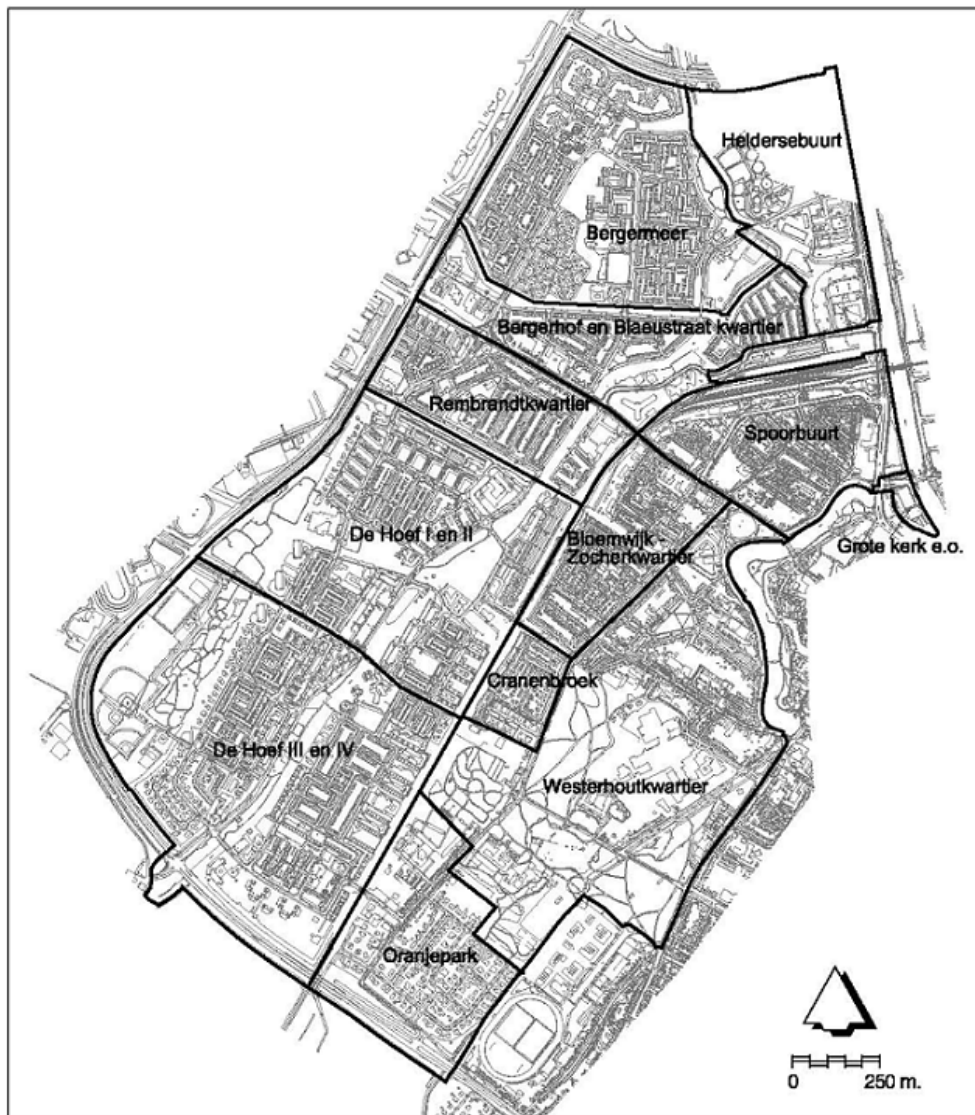 Heldersebuurt
Bergermeer
Bergerhof en Blaeustraat kwartier
Rembrandtkwartier
Spoorbuurt
De Hoef I en II
Bloemwijk -
Zocherkwartier
Grote kerk e.o.
Cranenbroek
De Hoef III en IV
Westerhoutkwartier
Oranjepark
0 250 m.